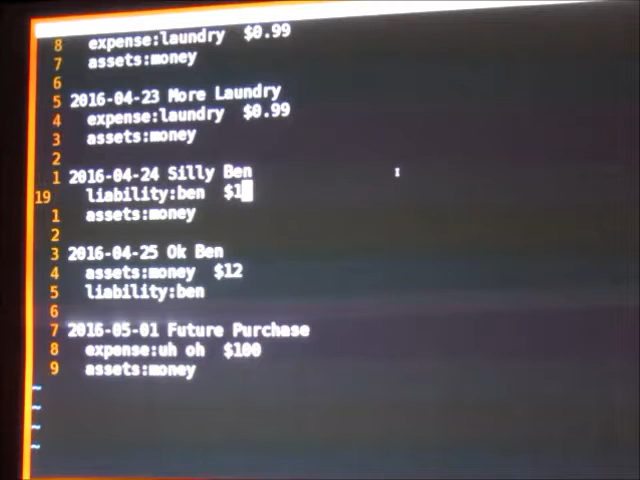 8 expense:laundry $0.99
7 assets:money
6
5 2016-04-23 More Laundry
4 expense:laundry $0.99
3 assets:money
2
1 2016-04-24 Silly Ben
19 liability:ben $1
1 assets:money
2
3 2016-04-25 Ok Ben
4 assets:money $12
5 liability:ben
6
7 2016-05-01 Future Purchase
8 expense:uh oh $100
9 assets:money
~
~
~
~